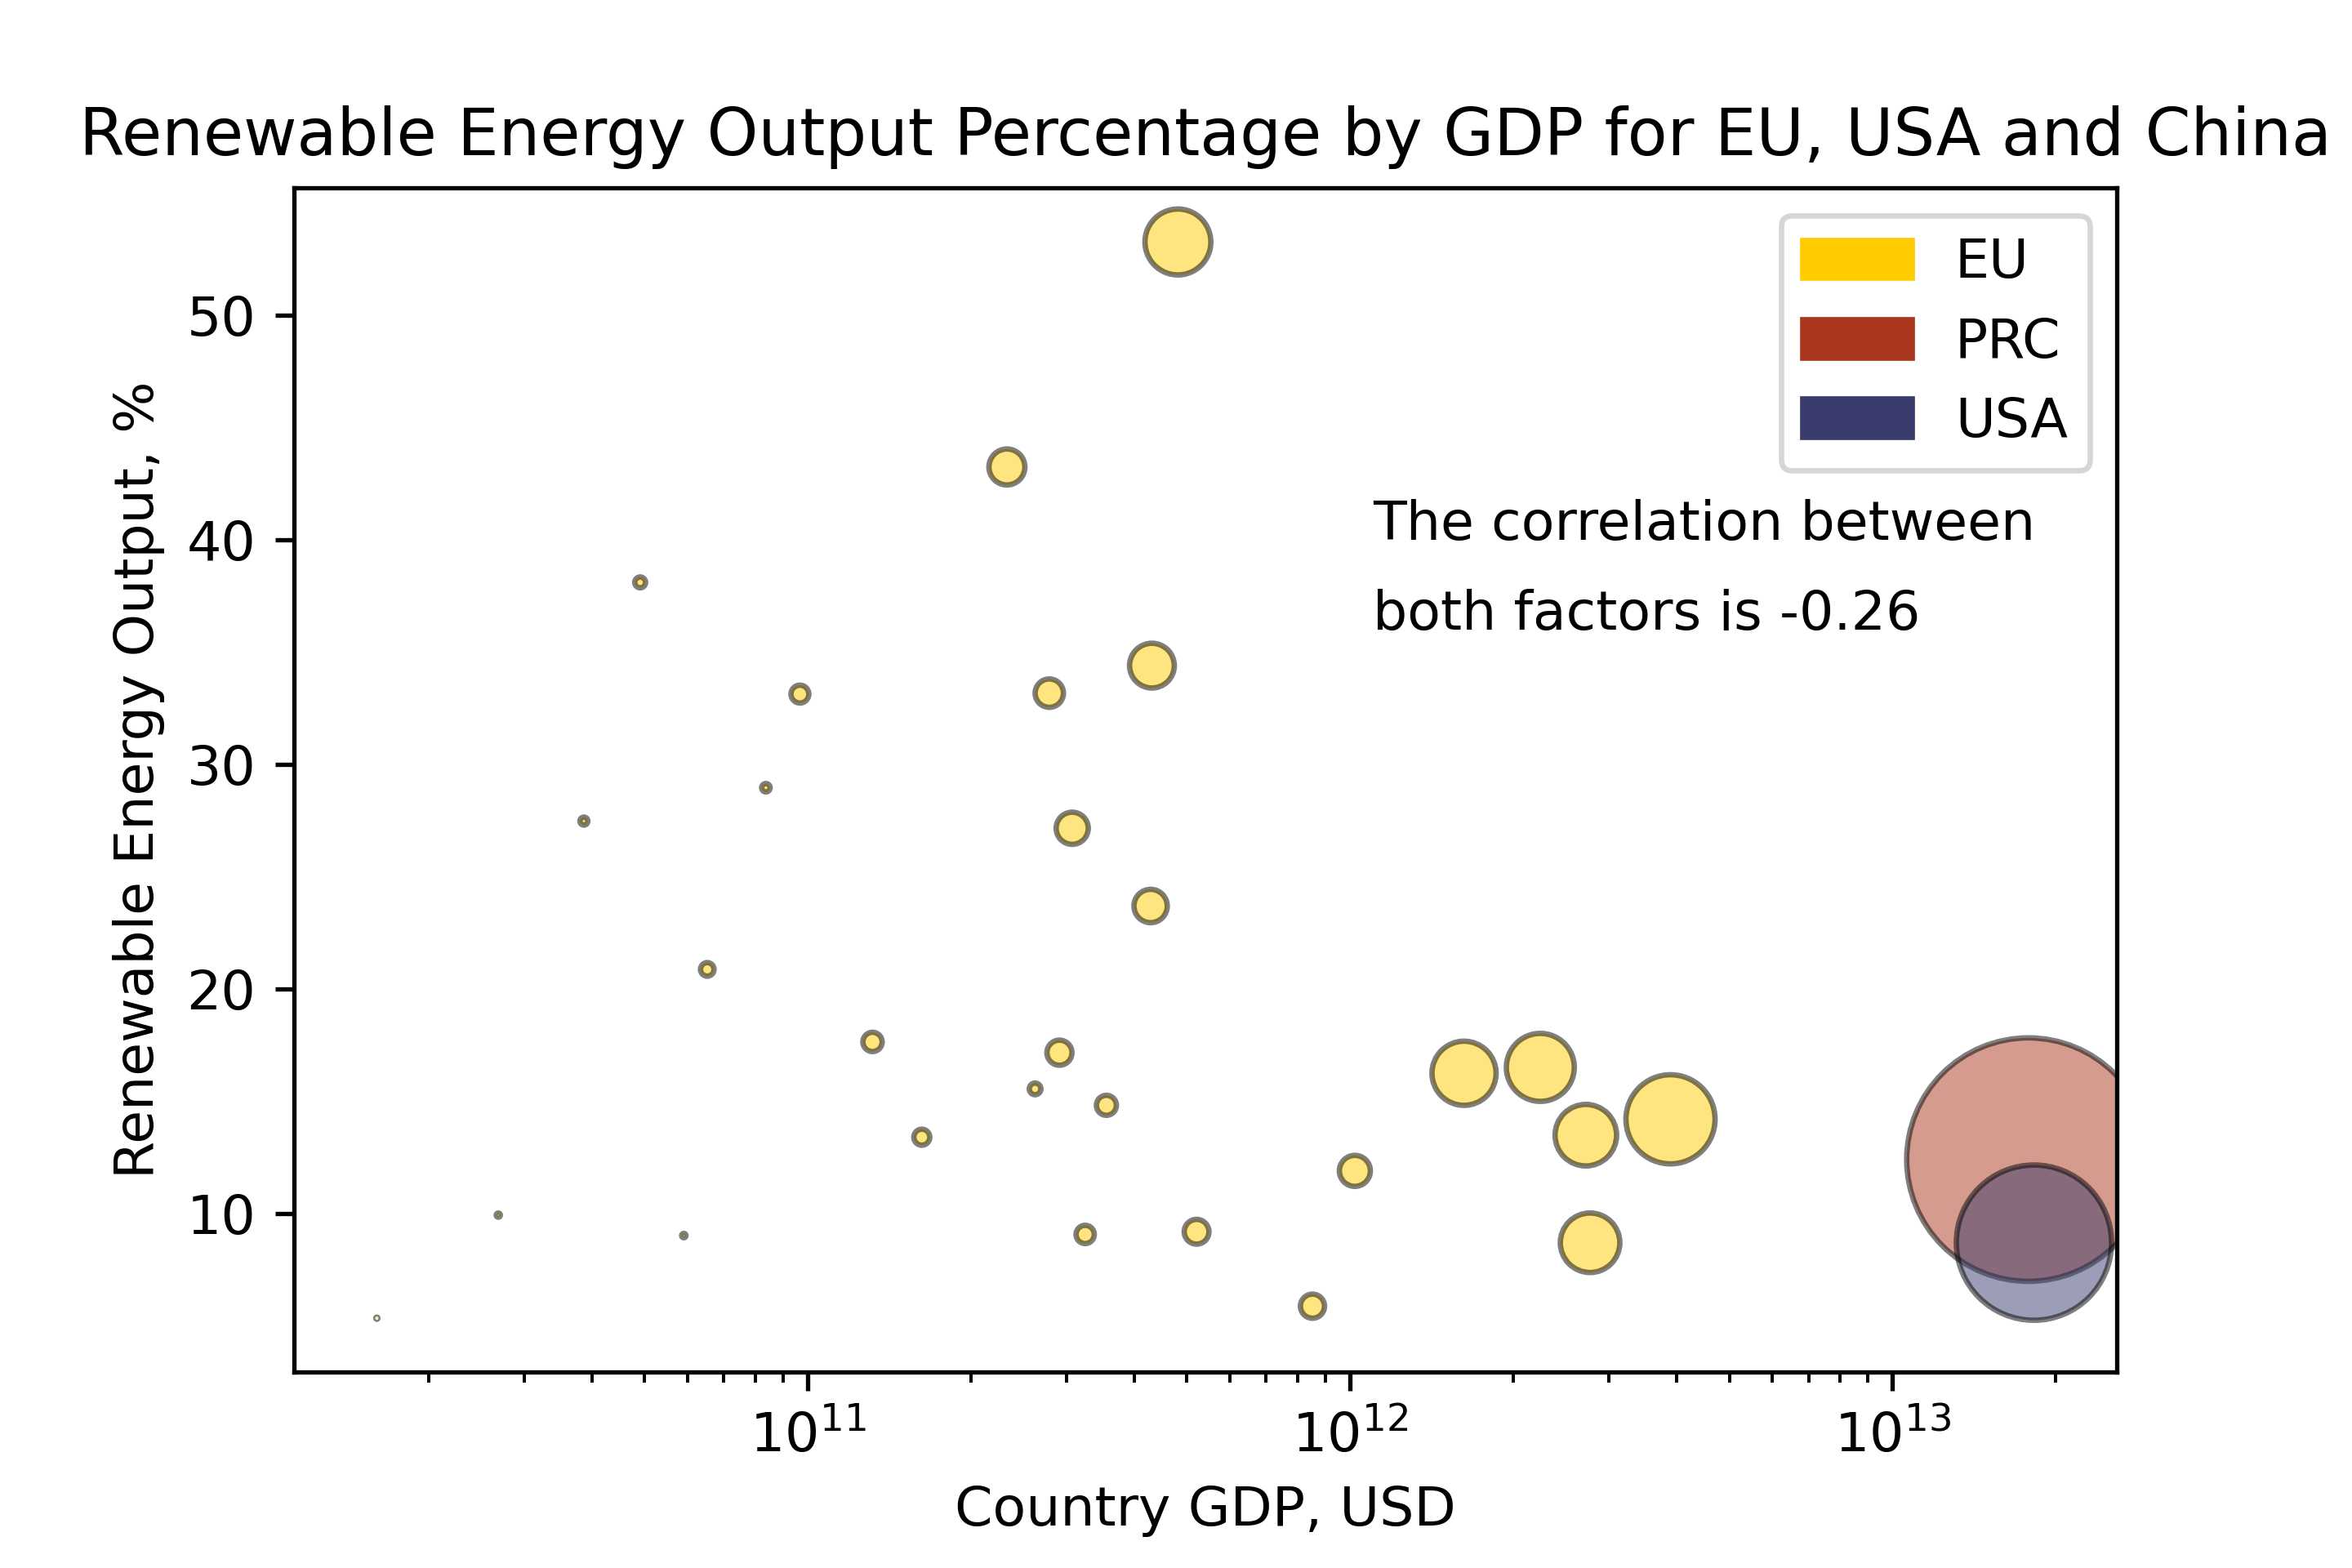 Renewable Energy Output Percentage by GDP for EU, USA and China
EU
PRC
USA
The correlation between
both factors is -0.26
50
40
30
20
10
Renewable Energy Output, %
10¹¹ 10¹² 10¹³
Country GDP, USD